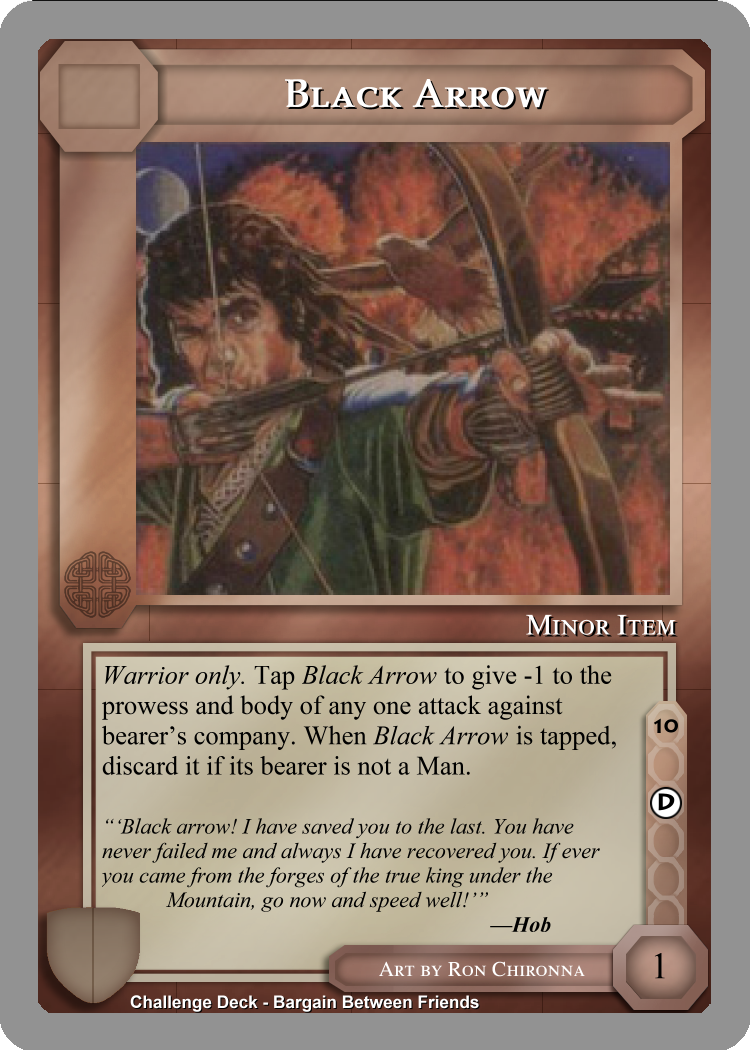 Black Arrow
Minor Item
Warrior only. Tap Black Arrow to give -1 to the
prowess and body of any one attack against
bearer’s company. When Black Arrow is tapped,
discard it if its bearer is not a Man.
10
D
“‘Black arrow! I have saved you to the last. You have
never failed me and always I have recovered you. If ever
you came from the forges of the true king under the
Mountain, go now and speed well!’”
—Hob
Art by Ron Chironna
1
Challenge Deck - Bargain Between Friends